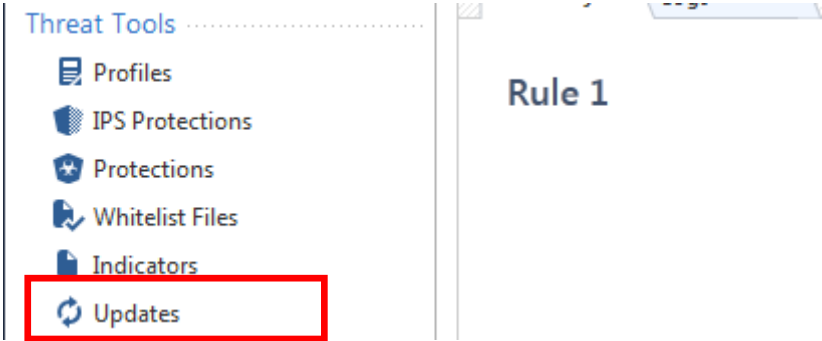 Threat Tools
Profiles
IPS Protections
Protections
Whitelist Files
Indicators
Updates
Rule 1